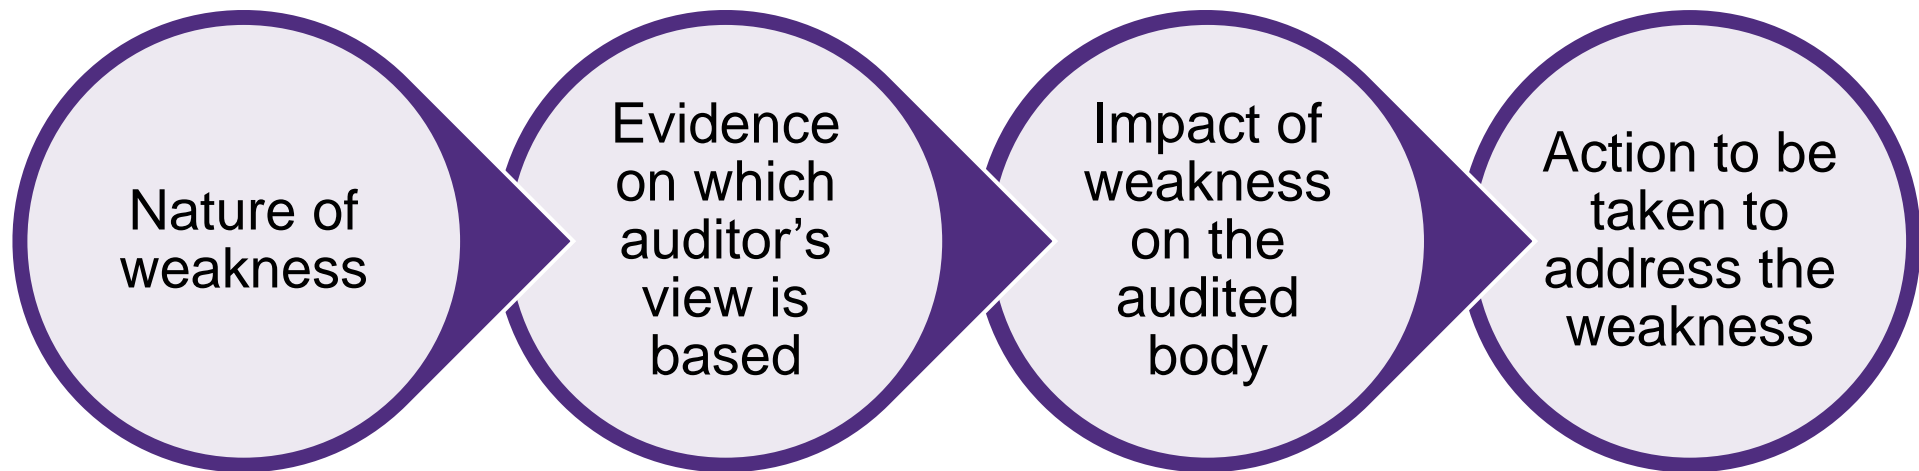 Nature of
weakness
Evidence
on which
auditor’s
view is
based
Impact of
weakness
on the
audited
body
Action to be
taken to
address the
weakness